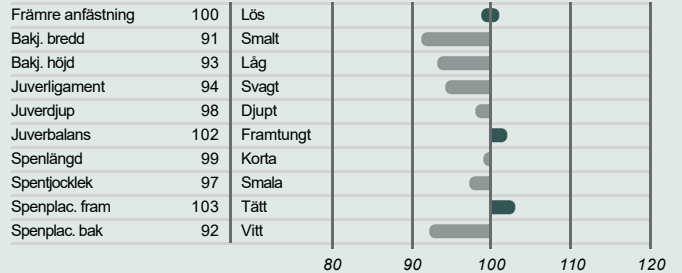 Främre anfästning 100 Lös
Bakj. bredd 91 Smalt
Bakj. höjd 93 Låg
Juverligament 94 Svagt
Juverdjup 98 Djupt
Juverbalans 102 Framtungt
Spenlängd 99 Korta
Spentjocklek 97 Smala
Spenplac. fram 103 Tätt
Spenplac. bak 92 Vitt
80 90 100 110 120